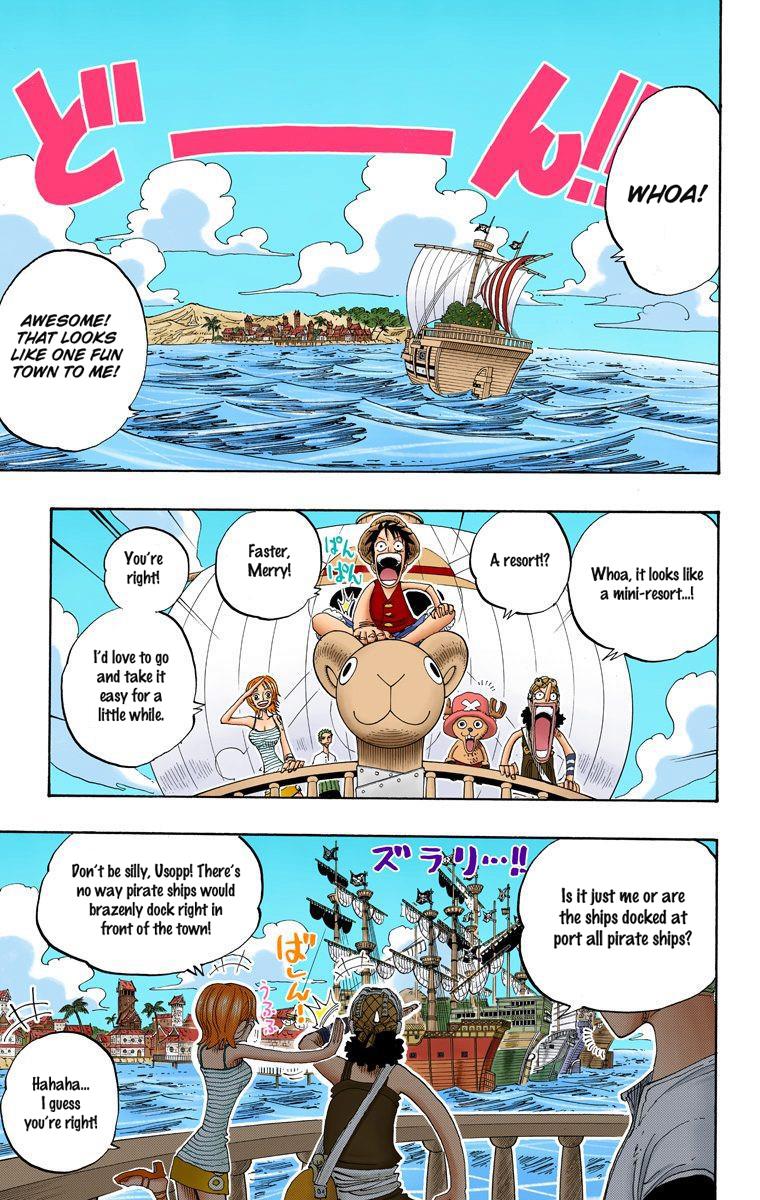 どーん!!
WHOA!
AWESOME!
THAT LOOKS
LIKE ONE FUN
TOWN TO ME!
Whoa, it looks like
a mini-resort...!
A resort!?
ぱん
ぱん
Faster,
Merry!
You're
right!
I'd love to go
and take it
easy for a
little while.
Is it just me or are
the ships docked at
port all pirate ships?
ズラリ…!!
Don't be silly, Usopp! There's
no way pirate ships would
brazenly dock right in
front of the town!
ばしん!
うふふ
Hahaha...
I guess
you're right!